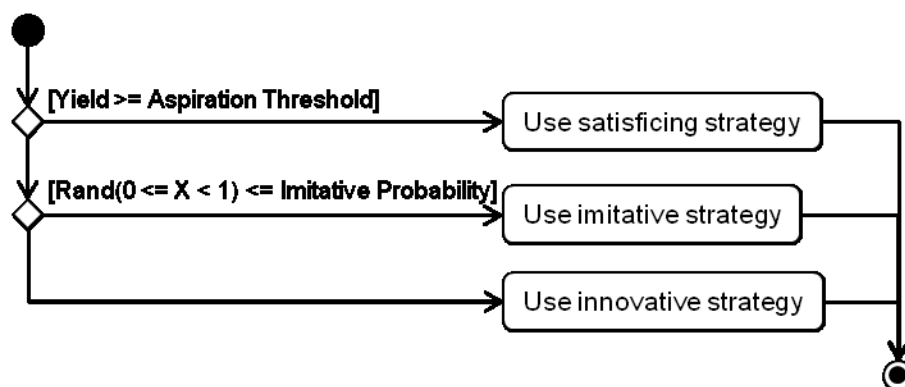 [Yield >= Aspiration Threshold]
Use satisficing strategy
[Rand(0 <= X < 1) <= Imitative Probability]
Use imitative strategy
Use innovative strategy